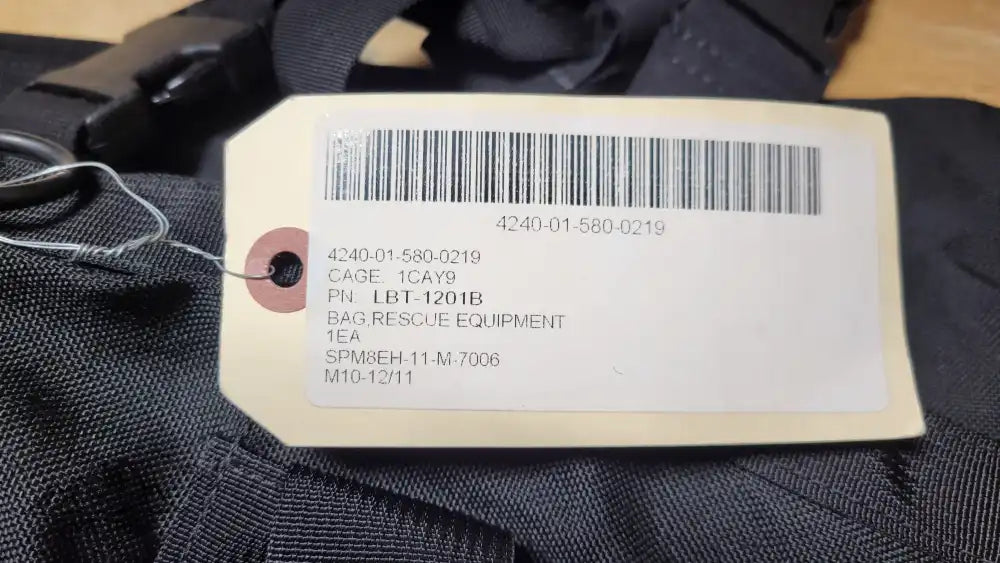 4240-01-580-0219
4240-01-580-0219
CAGE. 1CAY9
PN: LBT-1201B
BAG,RESCUE EQUIPMENT
1EA
SPM8EH-11-M-7006
M10-12/11